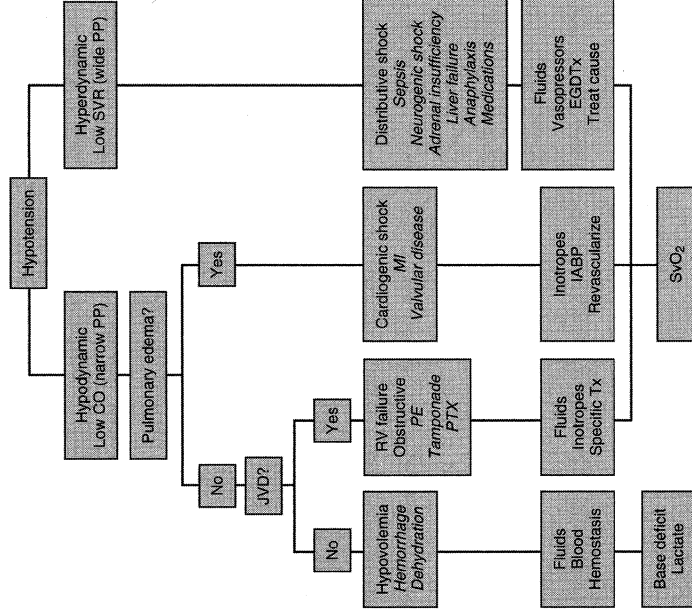 Hypotension
Hypodynamic
Low CO (narrow PP)
Hyperdynamic
Low SVR (wide PP)
Pulmonary edema?
No
Yes
JVD?
No
Yes
Hypovolemia
Hemorrhage
Dehydration
RV failure
Obstructive
PE
Tamponade
PTX
Cardiogenic shock
MI
Valvular disease
Distributive shock
Sepsis
Neurogenic shock
Adrenal insufficiency
Liver failure
Anaphylaxis
Medications
Fluids
Blood
Hemostasis
Fluids
Inotropes
Specific Tx
Inotropes
IABP
Revascularize
Fluids
Vasopressors
EGDTx
Treat cause
Base deficit
Lactate
SvO₂